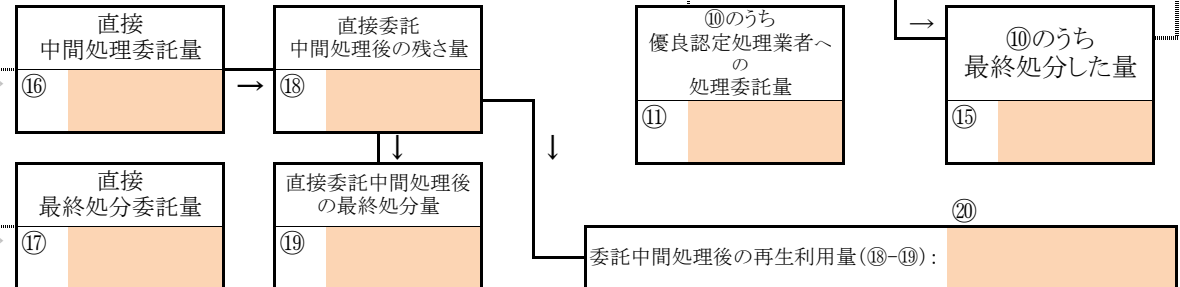 直接
中間処理委託量
⑯
→
直接委託
中間処理後の残さ量
⑱
⑩のうち
優良認定処理業者へ
の
処理委託量
⑪
→
⑩のうち
最終処分した量
⑮
↓
↓
直接
最終処分委託量
⑰
直接委託中間処理後
の最終処分量
⑲
⑳
委託中間処理後の再生利用量(⑱-⑲):